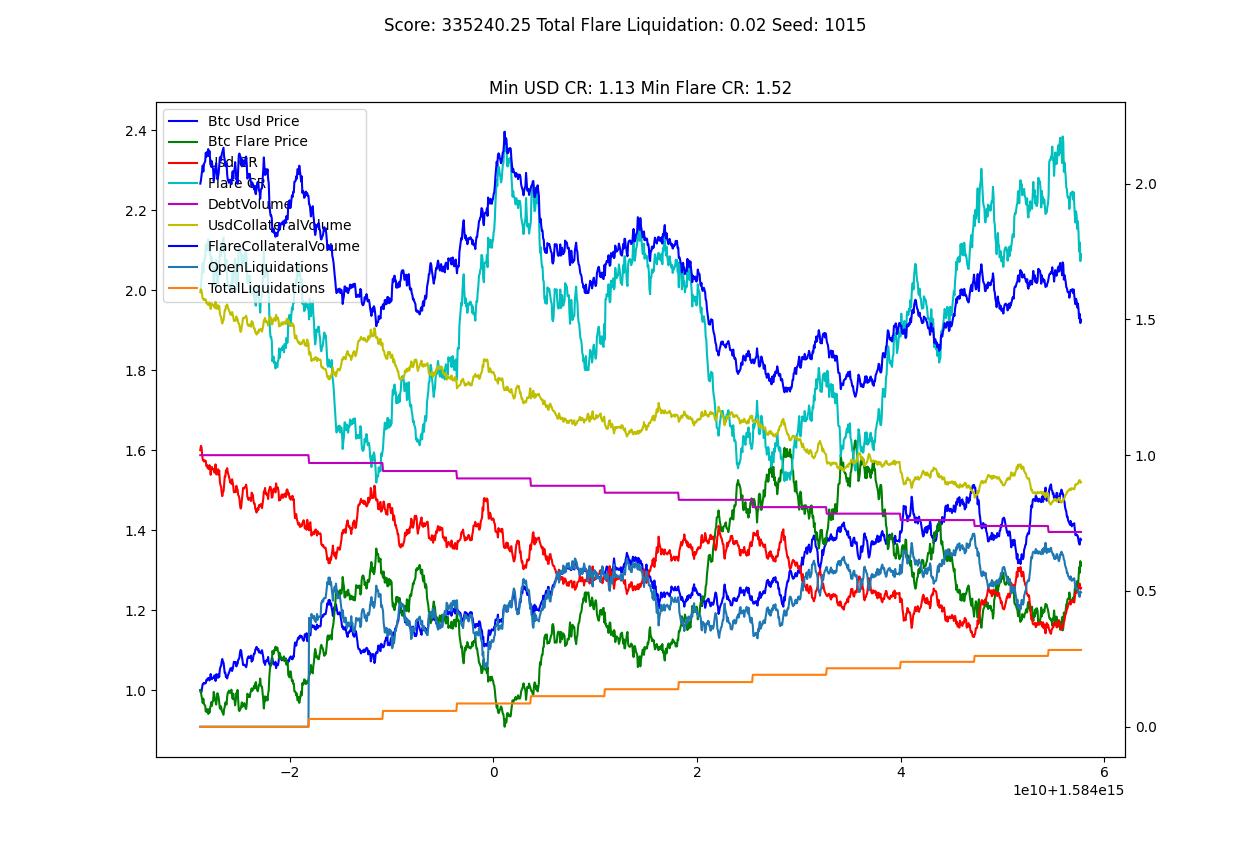 Score: 335240.25 Total Flare Liquidation: 0.02 Seed: 1015
Min USD CR: 1.13 Min Flare CR: 1.52
Btc Usd Price
Btc Flare Price
Usd CR
Flare CR
DebtVolume
UsdCollateralVolume
FlareCollateralVolume
OpenLiquidations
TotalLiquidations
2.4
2.2
2.0
1.8
1.6
1.4
1.2
1.0
2.0
1.5
1.0
0.5
0.0
−2 0 2 4 6
1e10+1.584e15